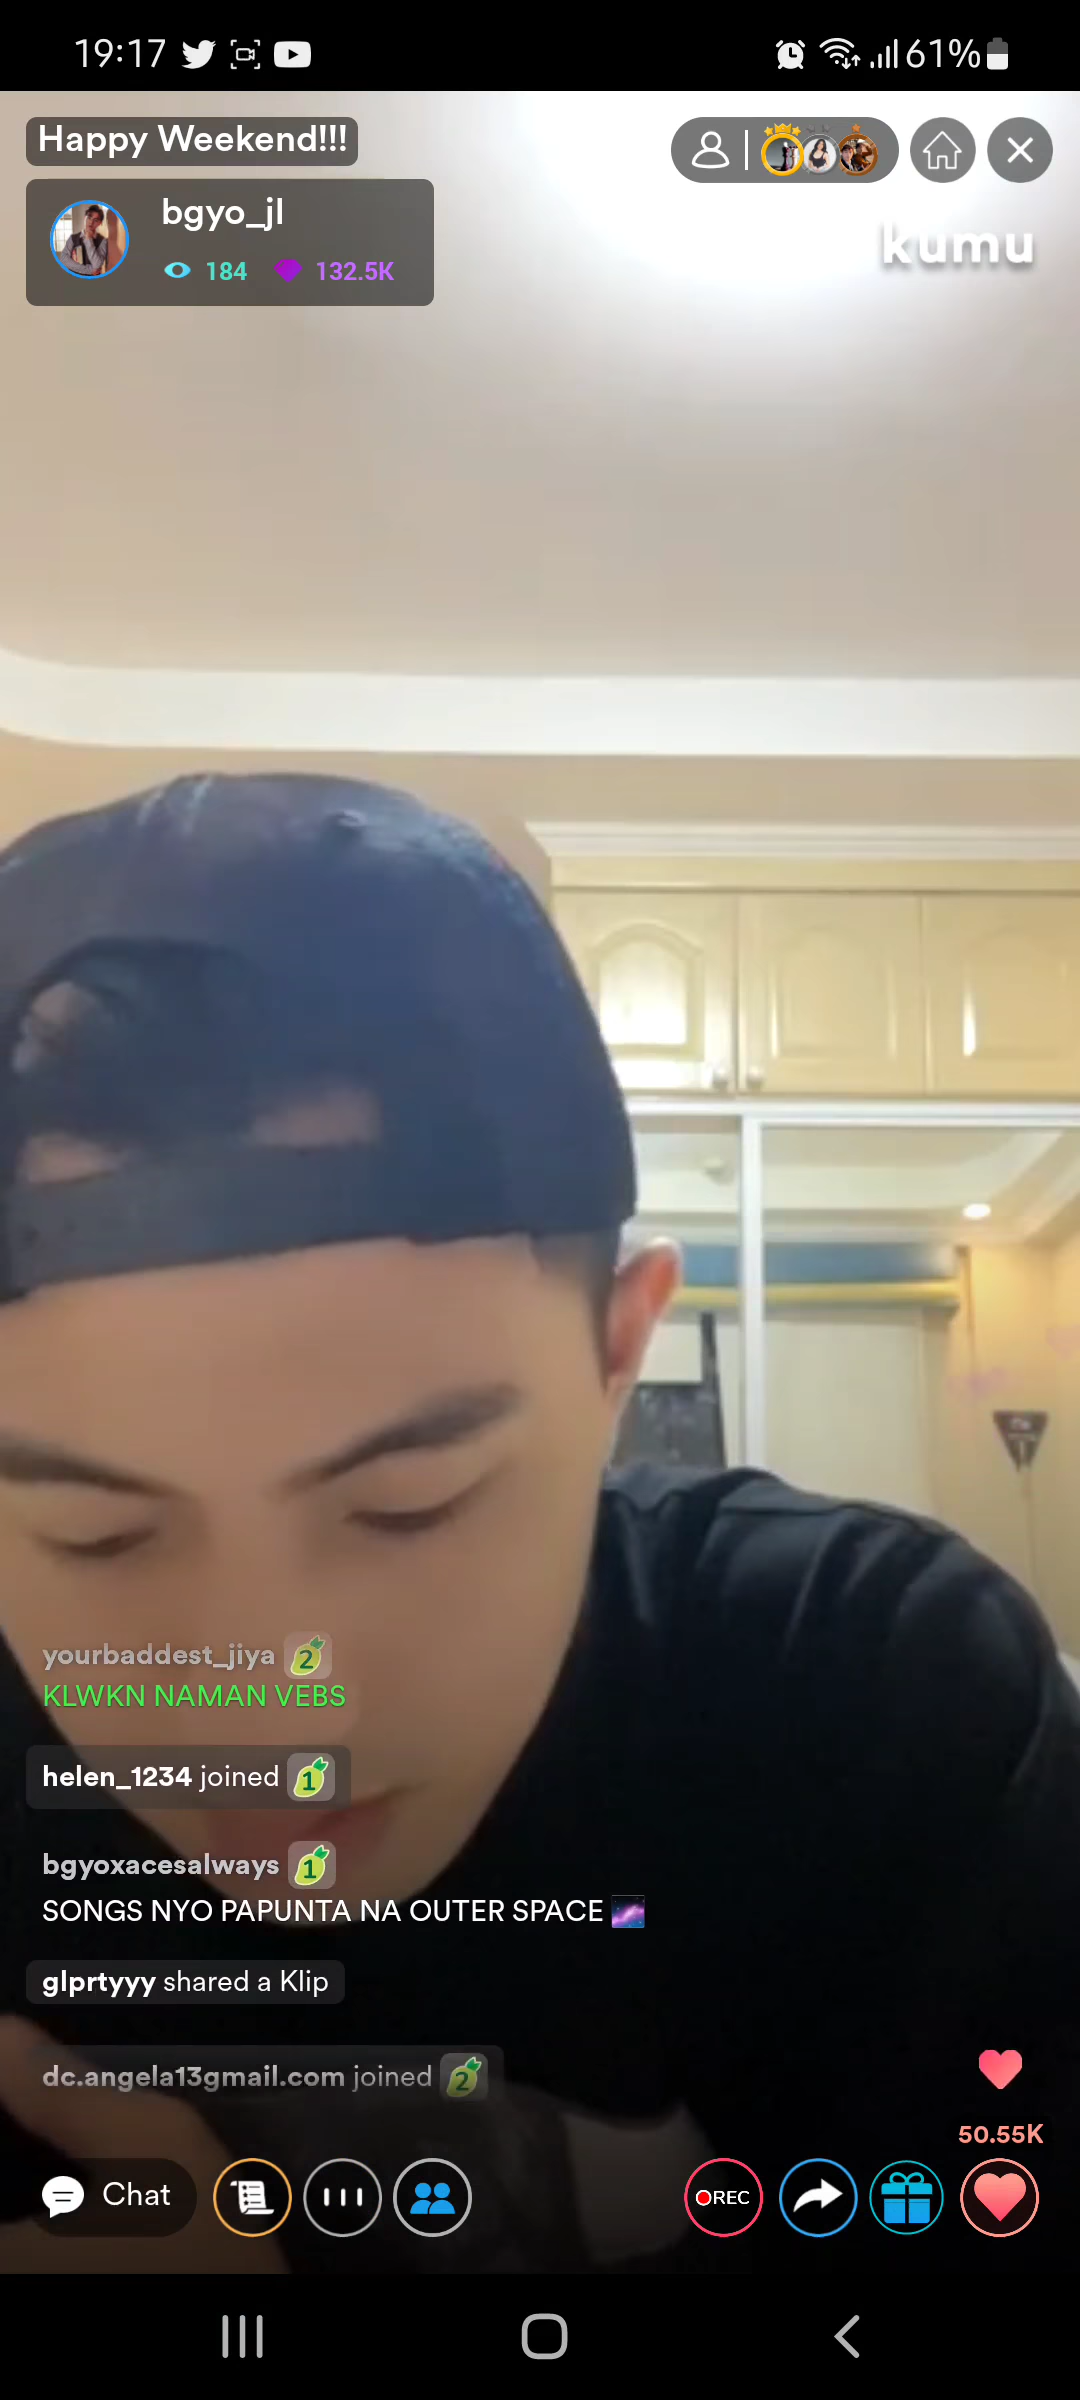 19:17
61%
Happy Weekend!!!
bgyo_jl
184 132.5K
kumu
yourbaddest_jiya 2
KLWKN NAMAN VEBS
helen_1234 joined 1
bgyoxacesalways 1
SONGS NYO PAPUNTA NA OUTER SPACE
glprtyyy shared a Klip
dc.angela13gmail.com joined 2
50.55K
Chat
REC